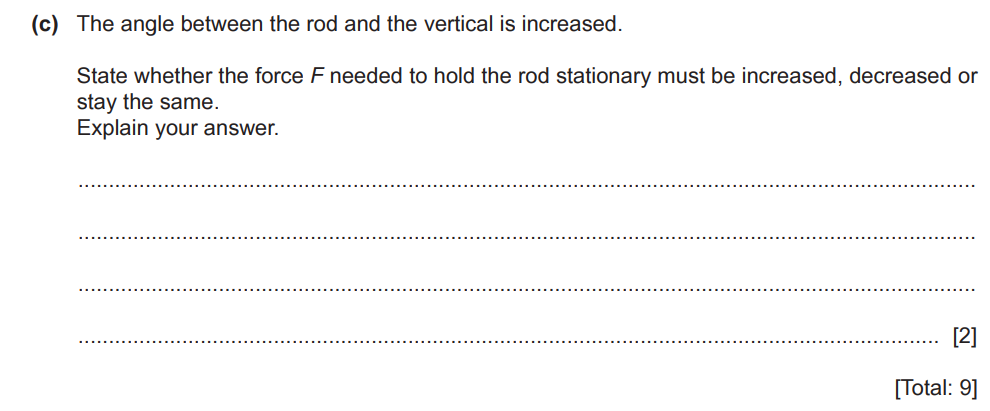 (c) The angle between the rod and the vertical is increased.
State whether the force F needed to hold the rod stationary must be increased, decreased or
stay the same.
Explain your answer.
[2]
[Total: 9]